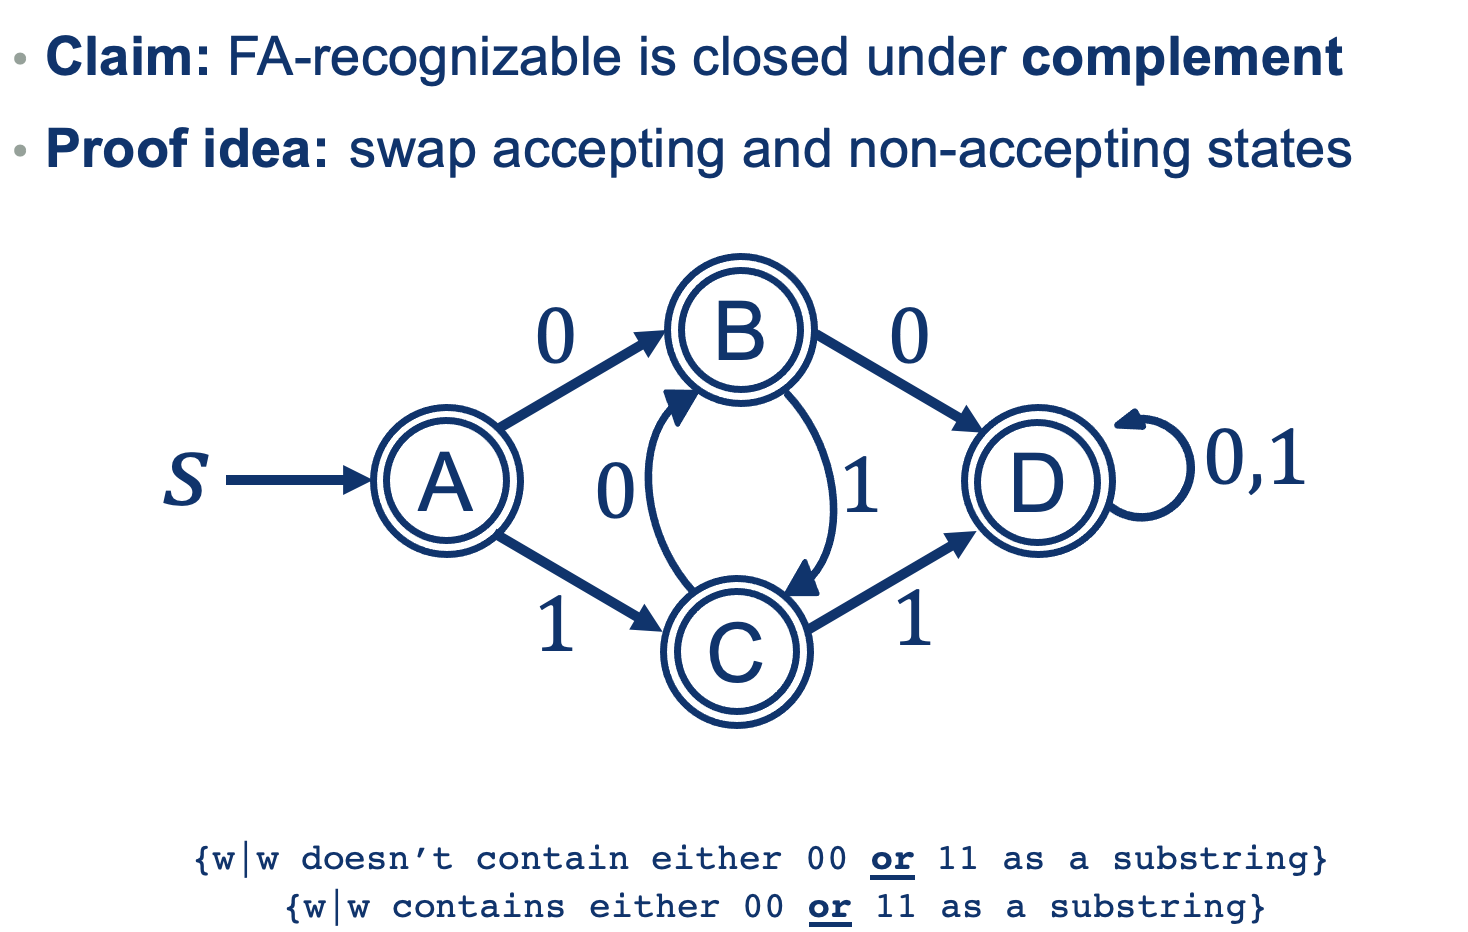 • Claim: FA-recognizable is closed under complement
• Proof idea: swap accepting and non-accepting states
B
0
0
S
A
0
1
D
0,1
1
1
C
{w|w doesn’t contain either 00 or 11 as a substring}
{w|w contains either 00 or 11 as a substring}